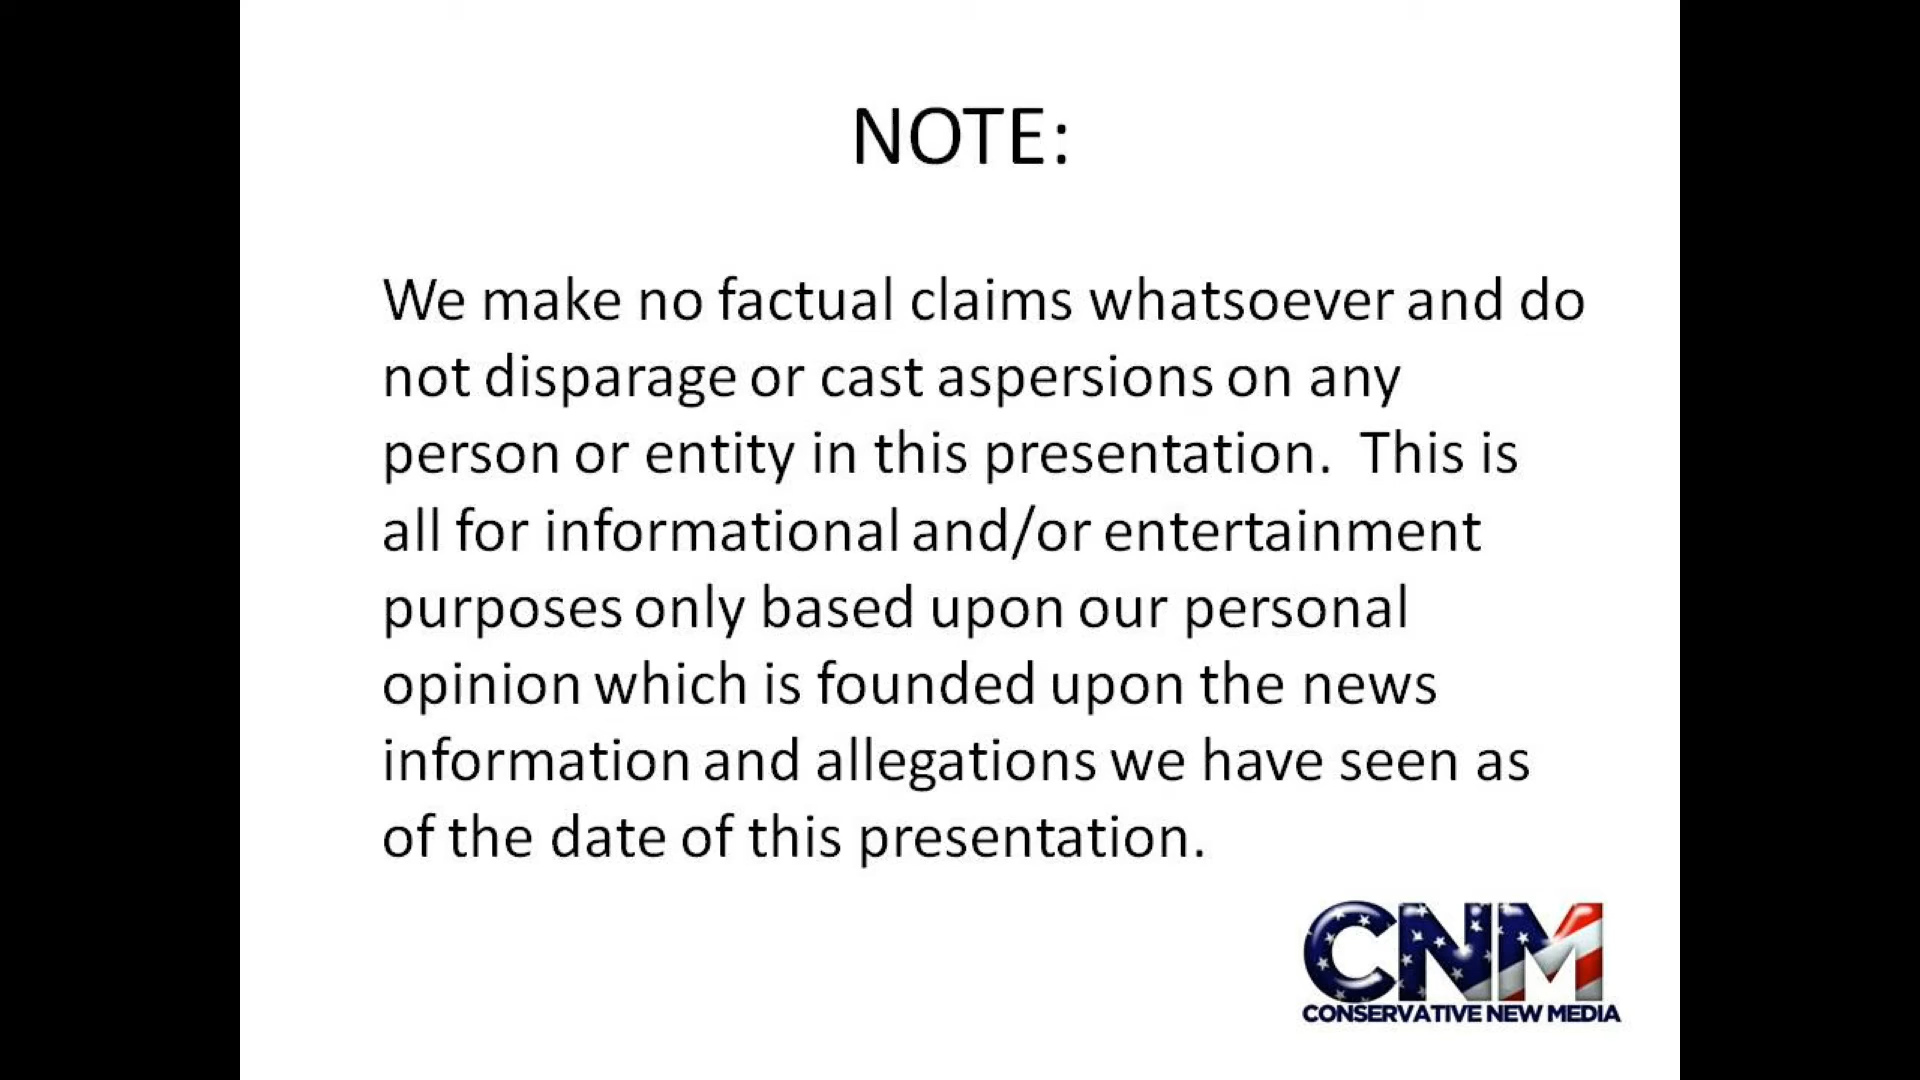 NOTE:
We make no factual claims whatsoever and do
not disparage or cast aspersions on any
person or entity in this presentation.  This is
all for informational and/or entertainment
purposes only based upon our personal
opinion which is founded upon the news
information and allegations we have seen as
of the date of this presentation.
CNM
CONSERVATIVE NEW MEDIA